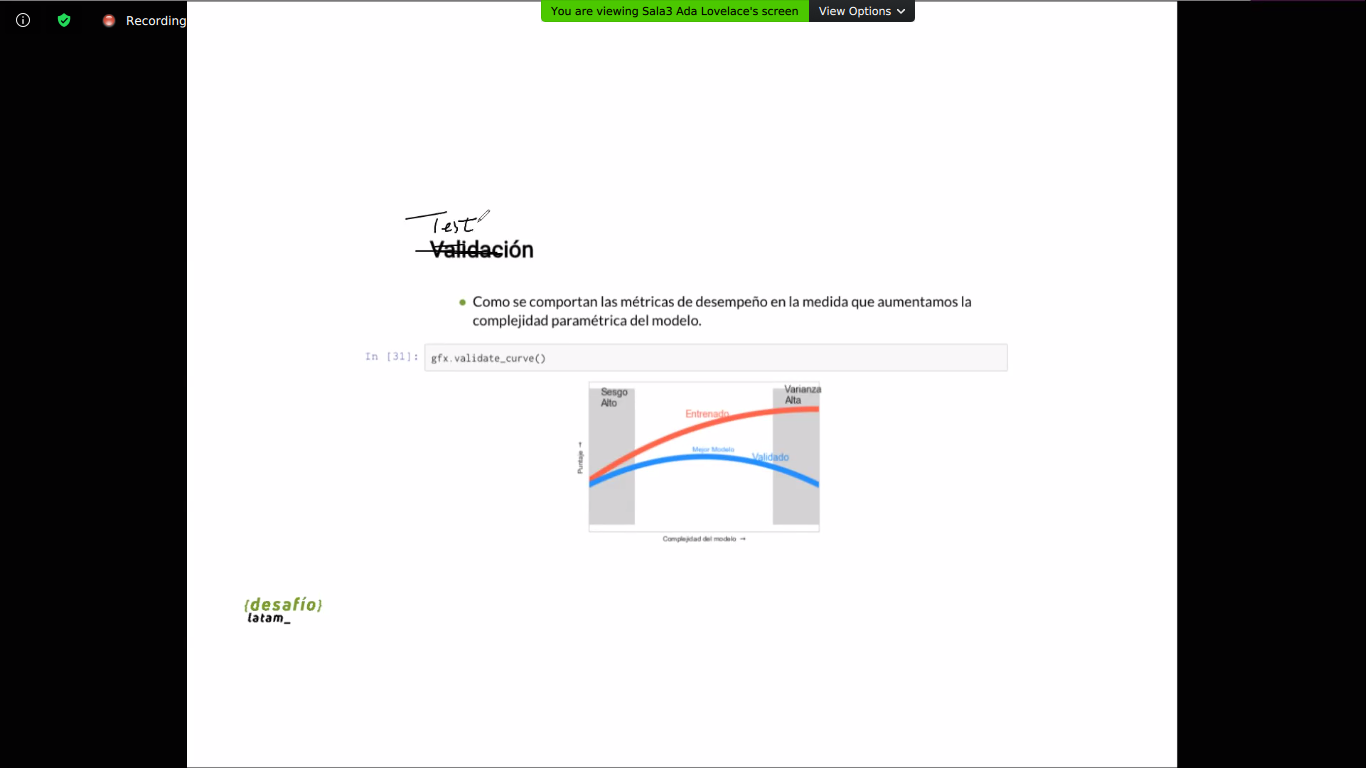 You are viewing Sala3 Ada Lovelace's screen View Options
Recording
Test
Validación
Como se comportan las métricas de desempeño en la medida que aumentamos la
complejidad paramétrica del modelo.
In [31]: gfx.validate_curve()
Sesgo
Alto
Varianza
Alta
Entrenado
Mejor Modelo
Validado
Puntaje →
Complejidad del modelo →
{desafío}
latam_